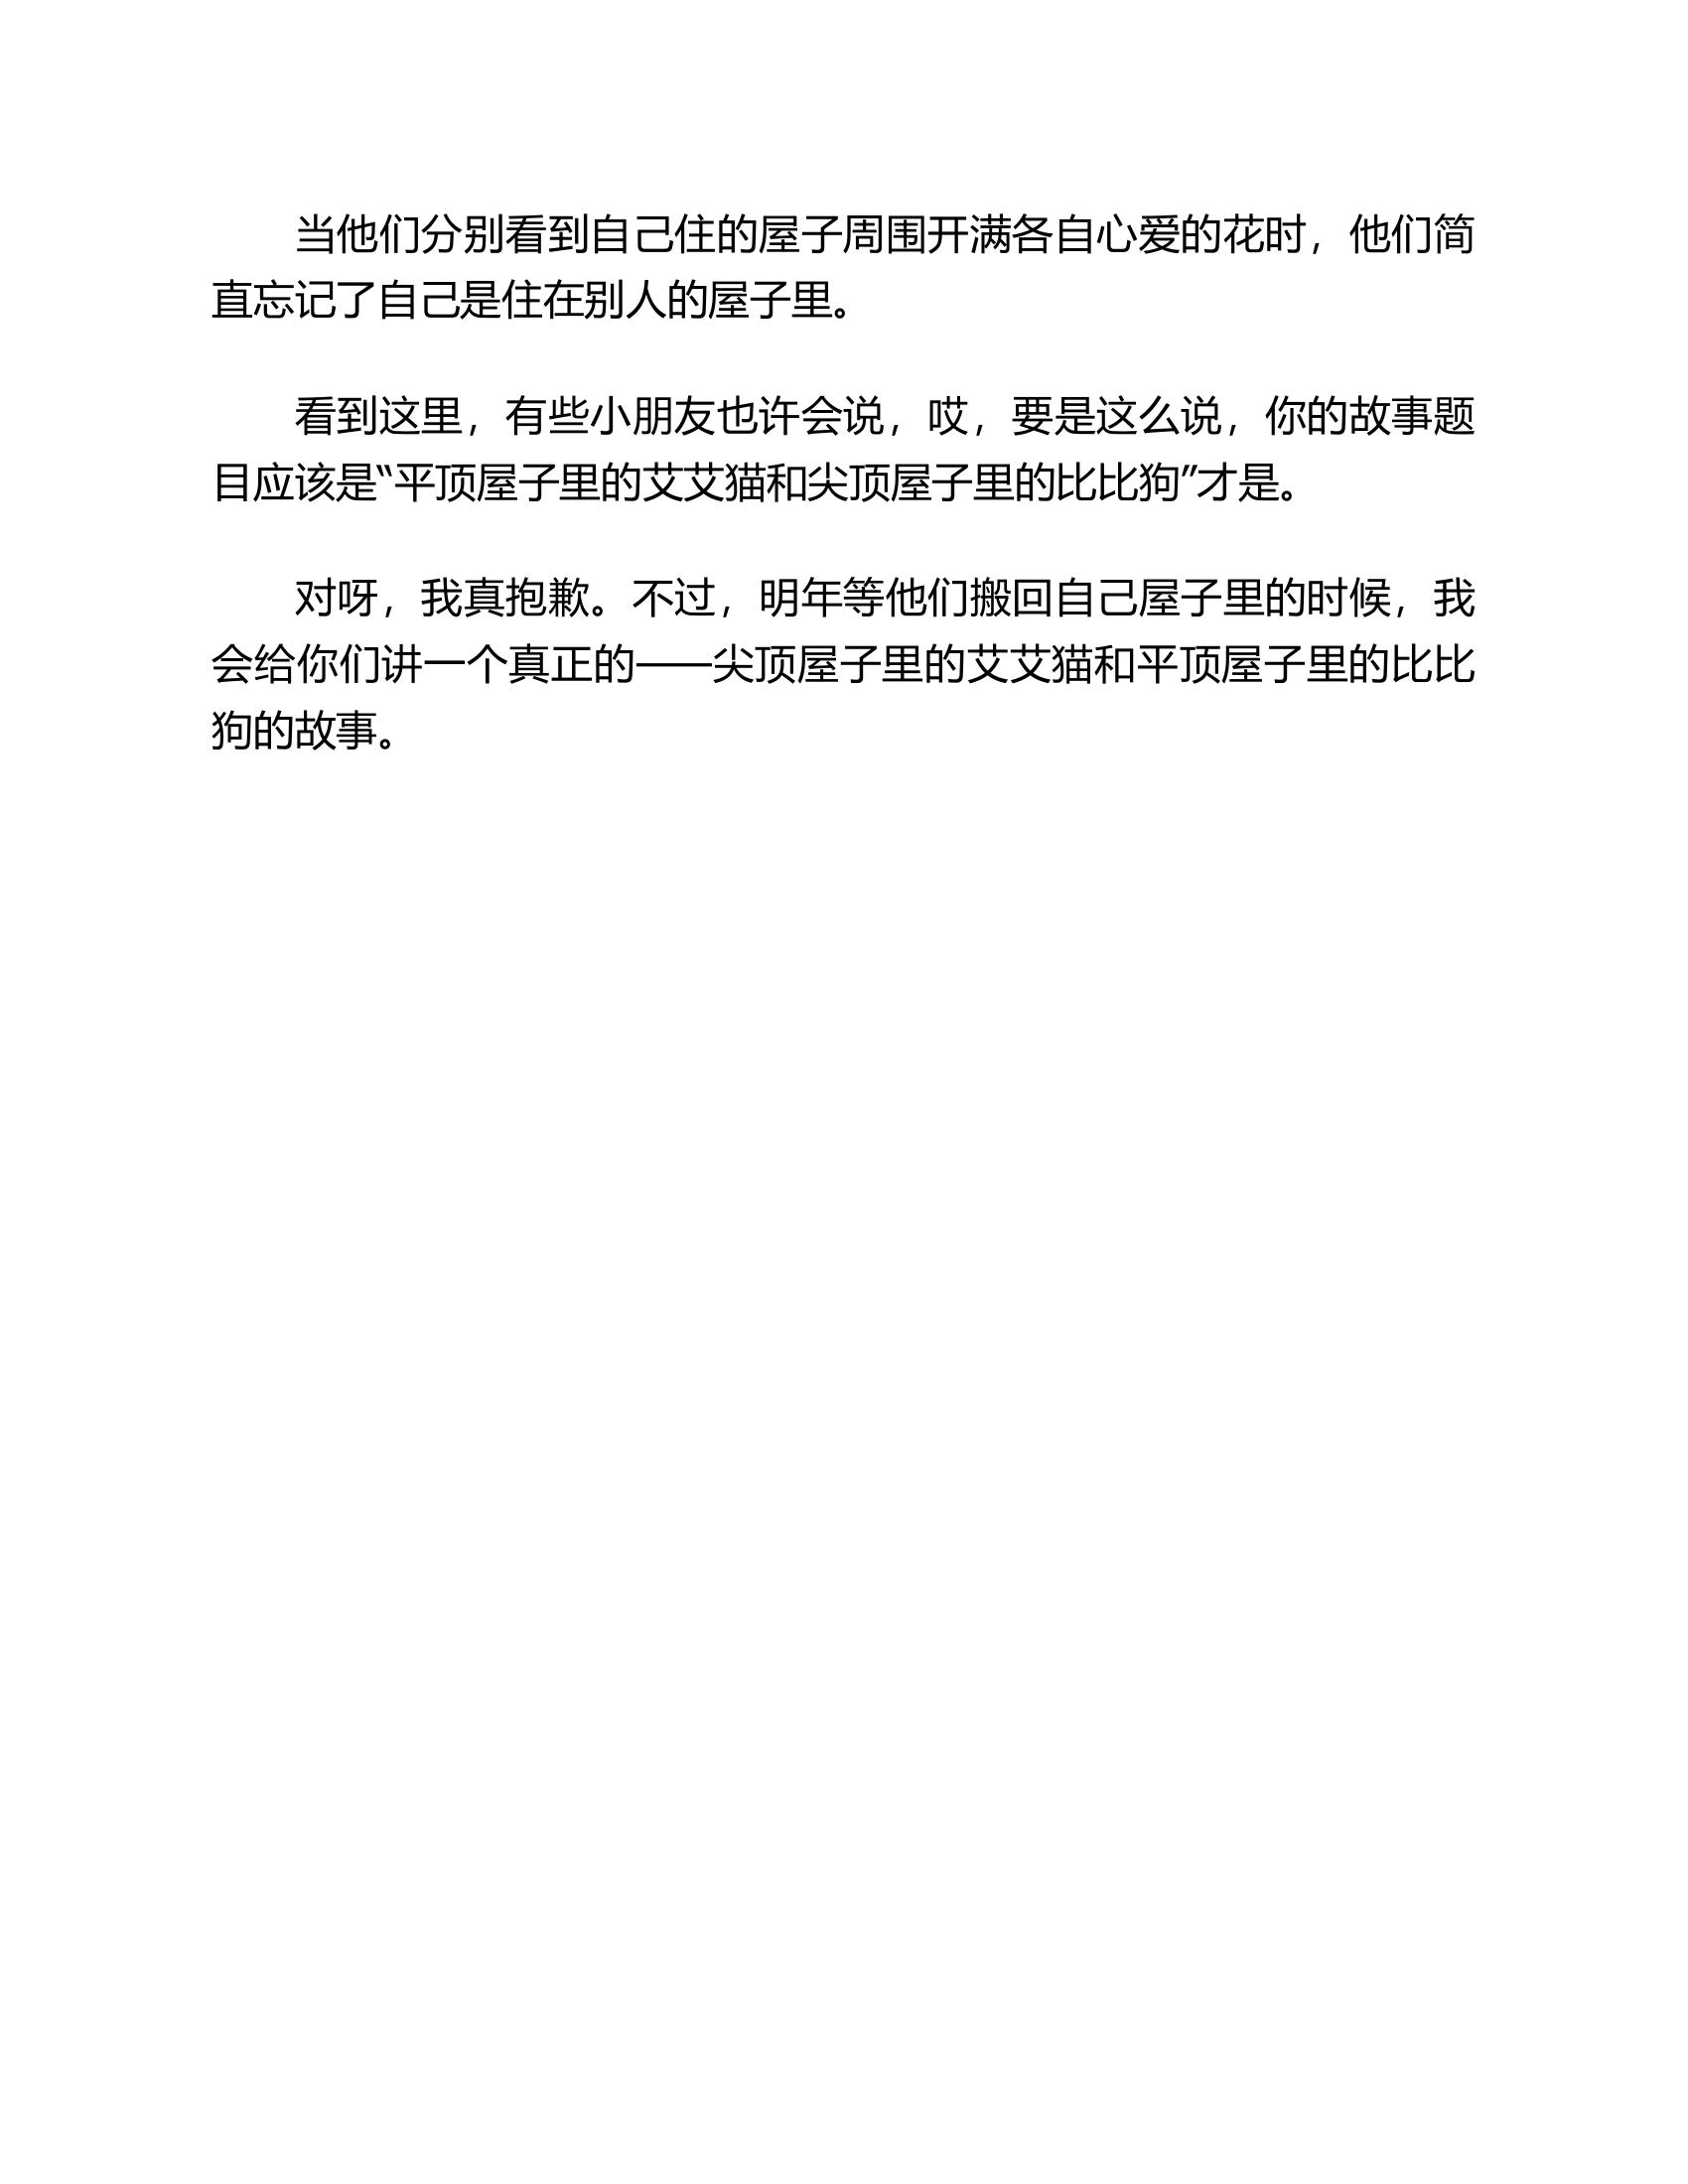 当他们分别看到自己住的屋子周围开满各自心爱的花时，他们简
直忘记了自己是住在别人的屋子里。
看到这里，有些小朋友也许会说，哎，要是这么说，你的故事题
目应该是“平顶屋子里的艾艾猫和尖顶屋子里的比比狗”才是。
对呀，我真抱歉。不过，明年等他们搬回自己屋子里的时候，我
会给你们讲一个真正的——尖顶屋子里的艾艾猫和平顶屋子里的比比
狗的故事。